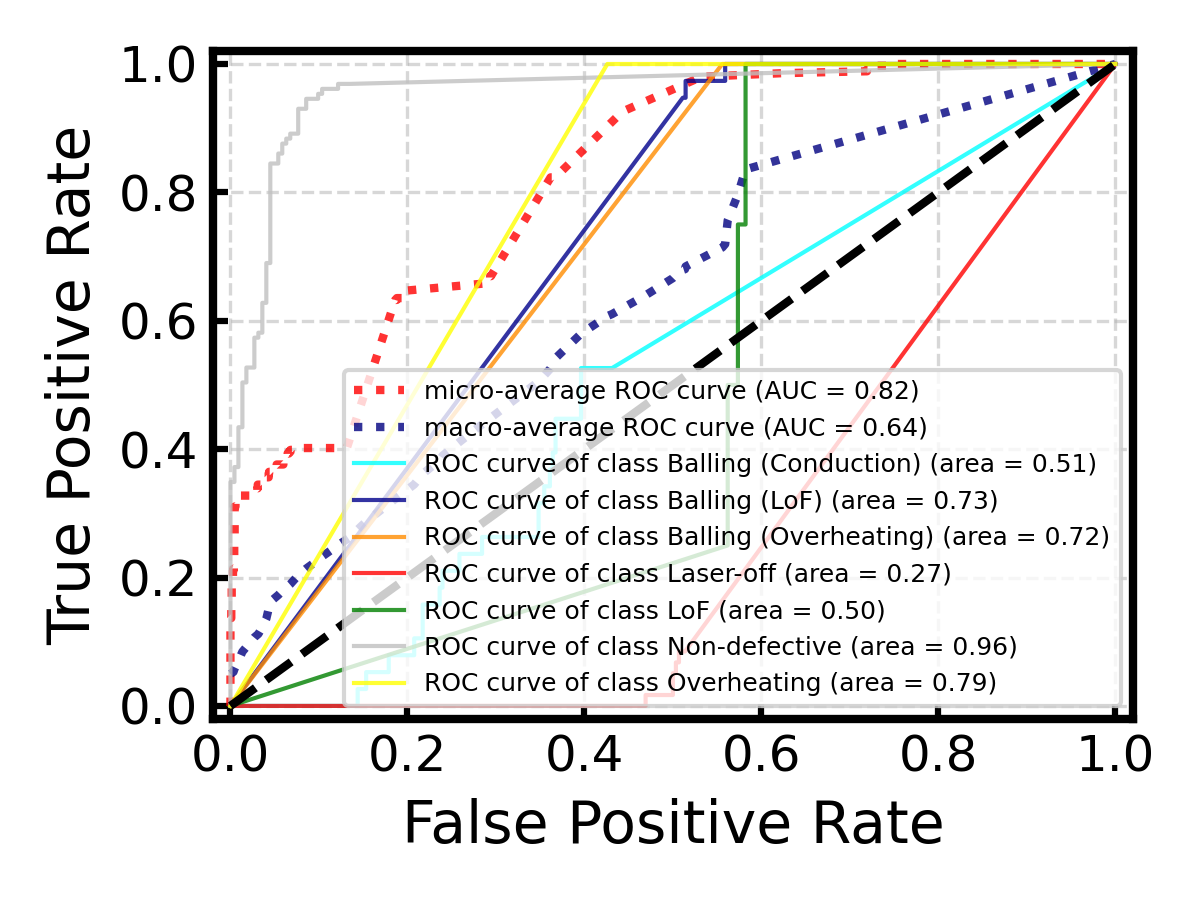 True Positive Rate
1.0
0.8
0.6
0.4
0.2
0.0
micro-average ROC curve (AUC = 0.82)
macro-average ROC curve (AUC = 0.64)
ROC curve of class Balling (Conduction) (area = 0.51)
ROC curve of class Balling (LoF) (area = 0.73)
ROC curve of class Balling (Overheating) (area = 0.72)
ROC curve of class Laser-off (area = 0.27)
ROC curve of class LoF (area = 0.50)
ROC curve of class Non-defective (area = 0.96)
ROC curve of class Overheating (area = 0.79)
0.0 0.2 0.4 0.6 0.8 1.0
False Positive Rate